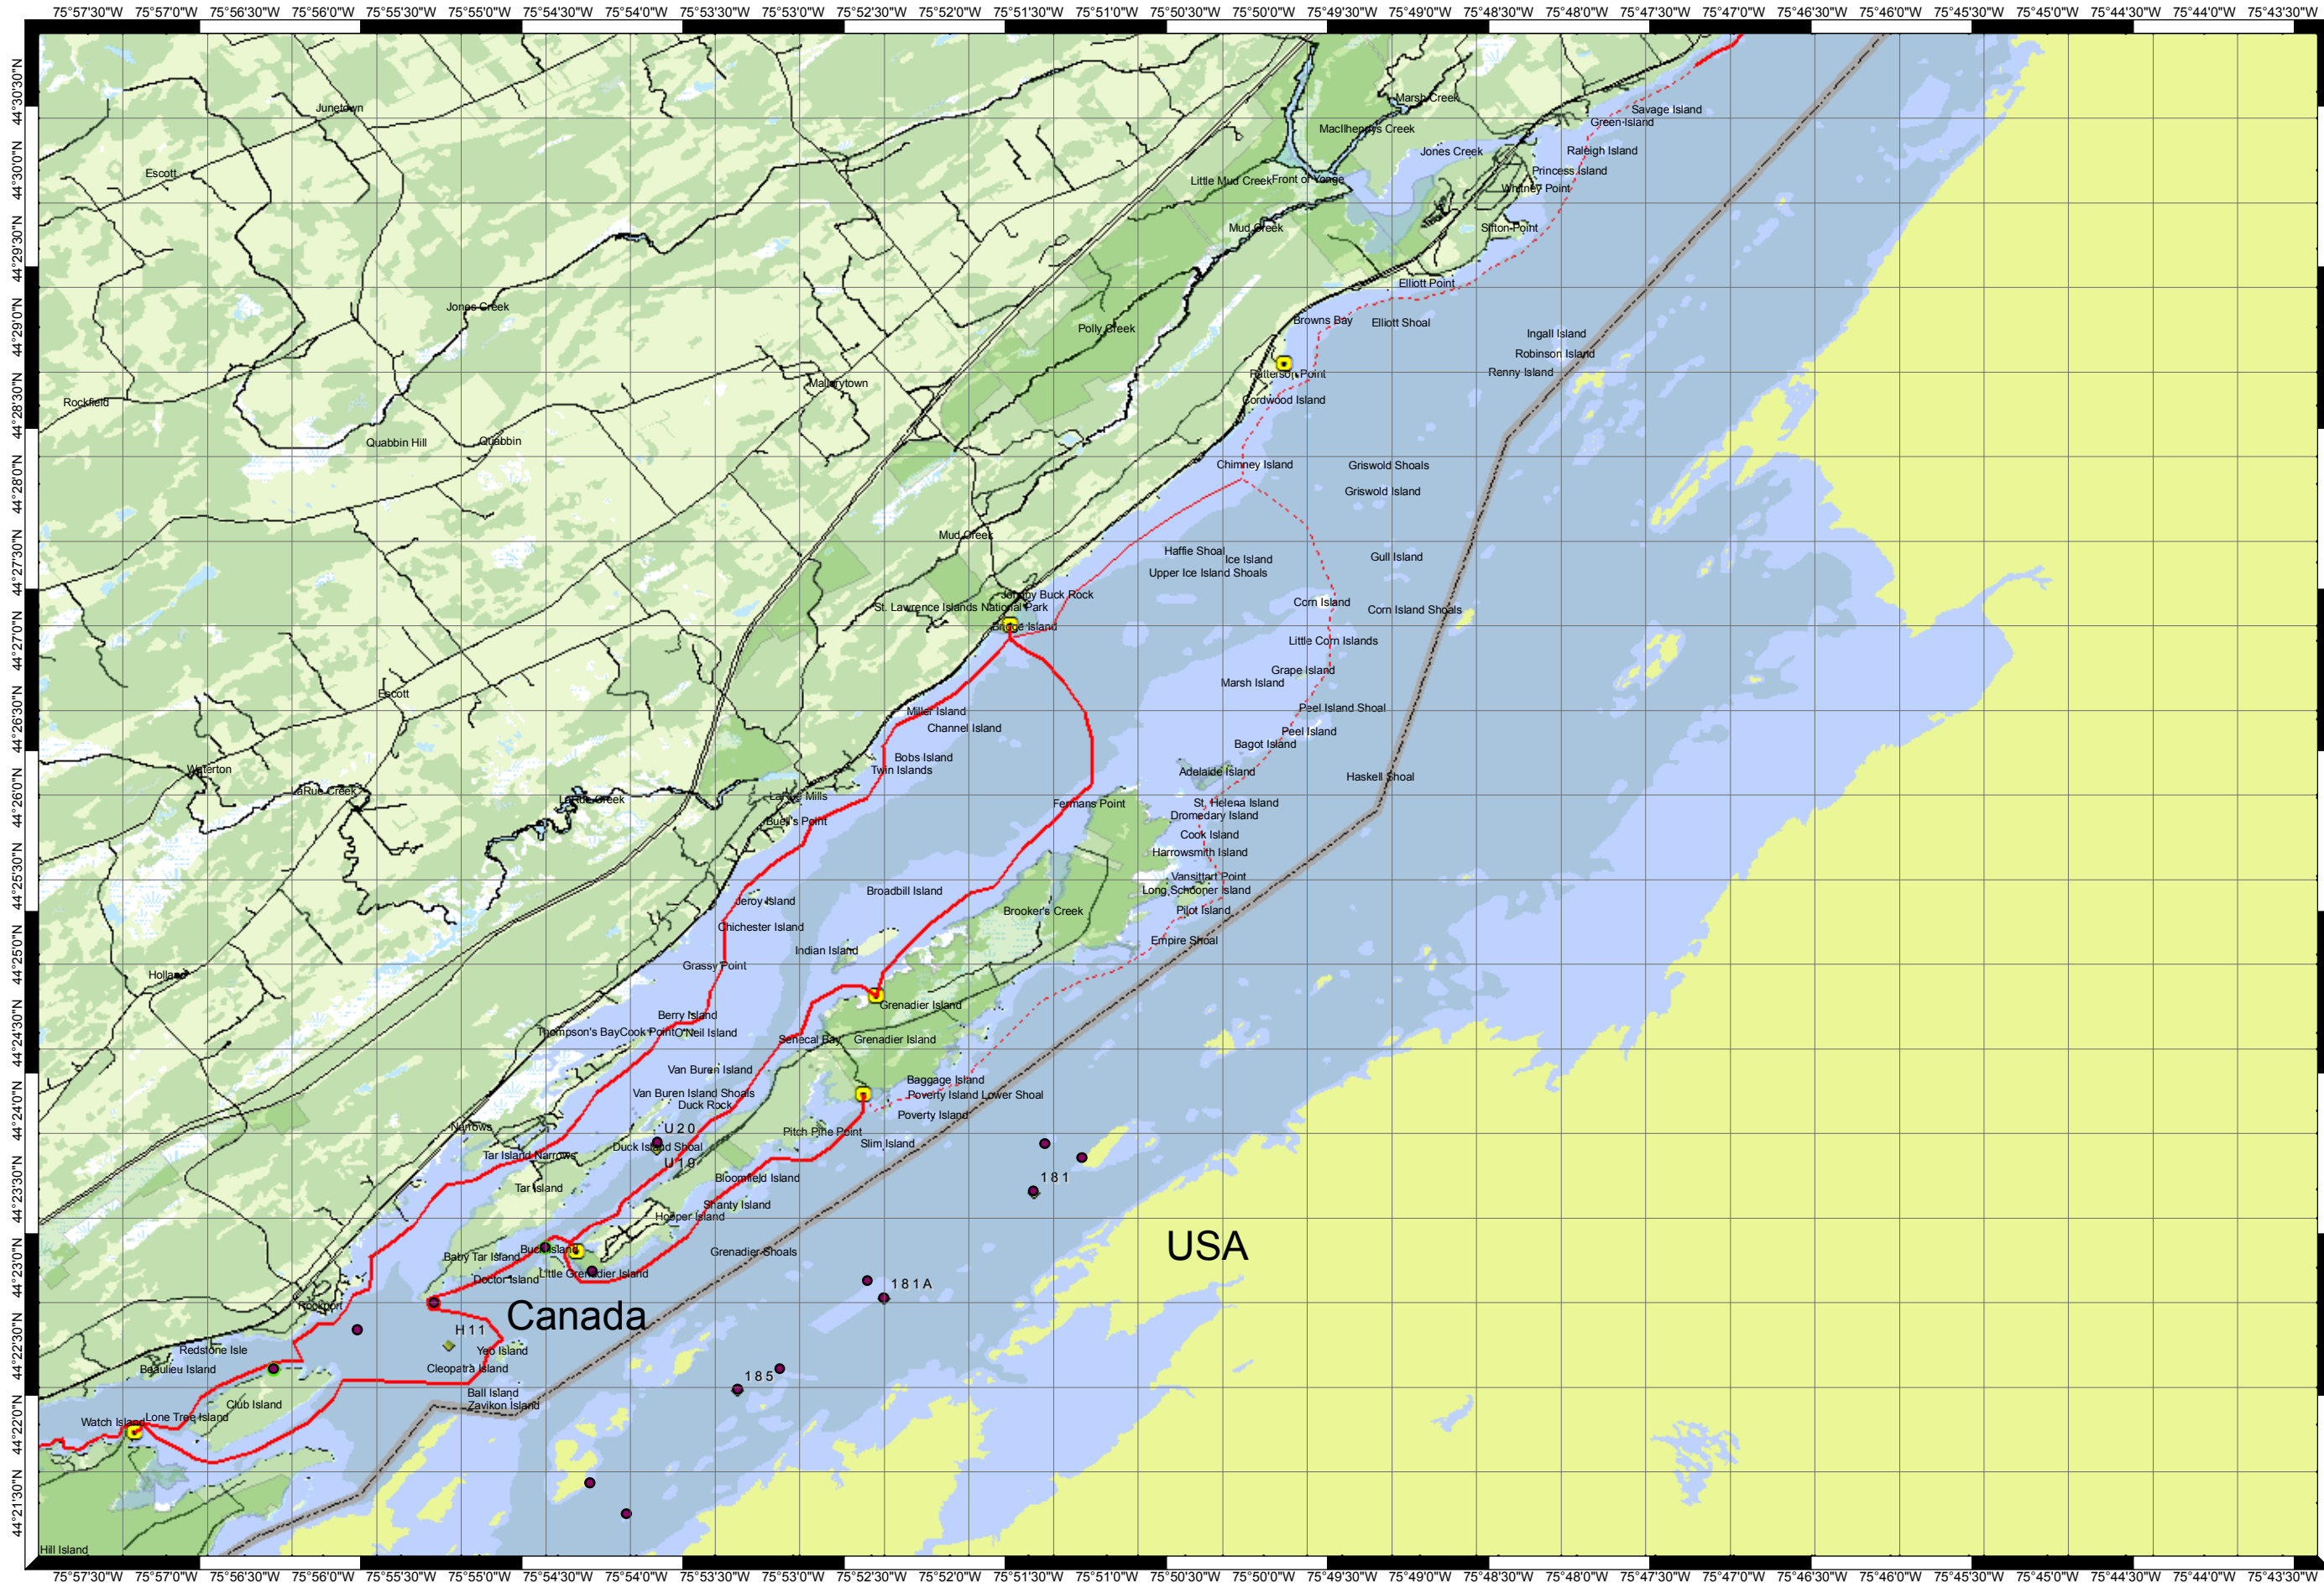 75°57'30"W 75°57'0"W 75°56'30"W 75°56'0"W 75°55'30"W 75°55'0"W 75°54'30"W 75°54'0"W 75°53'30"W 75°53'0"W 75°52'30"W 75°52'0"W 75°51'30"W 75°51'0"W 75°50'30"W 75°50'0"W 75°49'30"W 75°49'0"W 75°48'30"W 75°48'0"W 75°47'30"W 75°47'0"W 75°46'30"W 75°46'0"W 75°45'30"W 75°45'0"W 75°44'30"W 75°44'0"W 75°43'30"W
44°30'30"N
44°30'0"N
44°29'30"N
44°29'0"N
44°28'30"N
44°28'0"N
44°27'30"N
44°27'0"N
44°26'30"N
44°26'0"N
44°25'30"N
44°25'0"N
44°24'30"N
44°24'0"N
44°23'30"N
44°23'0"N
44°22'30"N
44°22'0"N
44°21'30"N
Junetown
Marsh Creek
Savage Island
Green Island
MacIlhenrys Creek
Jones Creek
Raleigh Island
Escott
Princess Island
Little Mud Creek
Front of Yonge
Whitney Point
Mud Creek
Sifton Point
Elliott Point
Jones Creek
Browns Bay
Elliott Shoal
Polly Creek
Ingall Island
Robinson Island
Patterson Point
Renny Island
Mallorytown
Rockfield
Cordwood Island
Quabbin Hill
Quabbin
Chimney Island
Griswold Shoals
Griswold Island
Mud Creek
Haffie Shoal
Ice Island
Gull Island
Upper Ice Island Shoals
Johnny Buck Rock
St. Lawrence Islands National Park
Corn Island
Corn Island Shoals
Bridge Island
Little Corn Islands
Grape Island
Marsh Island
Escott
Miller Island
Peel Island Shoal
Channel Island
Peel Island
Bagot Island
Bobs Island
Twin Islands
Waterton
Adelaide Island
Haskell Shoal
LaRue Creek
LaRue Creek
LaRue Mills
Fermans Point
St. Helena Island
Dromedary Island
Buell's Point
Cook Island
Harrowsmith Island
Vansittart Point
Broadbill Island
Long Schooner Island
Jeroy Island
Brooker's Creek
Pilot Island
Chichester Island
Empire Shoal
Indian Island
Grassy Point
Holland
Grenadier Island
Berry Island
Thompson's Bay
Cook Point
O'Neil Island
Senecal Bay
Grenadier Island
Van Buren Island
Baggage Island
Van Buren Island Shoals
Poverty Island Lower Shoal
Duck Rock
Poverty Island
Narrows
U20
Pitch Pine Point
Slim Island
Duck Island Shoal
Tar Island Narrows
U19
Bloomfield Island
181
Tar Island
Shanty Island
Hooper Island
USA
Baby Tar Island
Buck Island
Grenadier Shoals
Doctor Island
Little Grenadier Island
181A
Rockport
Canada
H11
Redstone Isle
Yeo Island
Beaulieu Island
Cleopatra Island
185
Ball Island
Club Island
Zavikon Island
Watch Island
Lone Tree Island
Hill Island
75°57'30"W 75°57'0"W 75°56'30"W 75°56'0"W 75°55'30"W 75°55'0"W 75°54'30"W 75°54'0"W 75°53'30"W 75°53'0"W 75°52'30"W 75°52'0"W 75°51'30"W 75°51'0"W 75°50'30"W 75°50'0"W 75°49'30"W 75°49'0"W 75°48'30"W 75°48'0"W 75°47'30"W 75°47'0"W 75°46'30"W 75°46'0"W 75°45'30"W 75°45'0"W 75°44'30"W 75°44'0"W 75°43'30"W